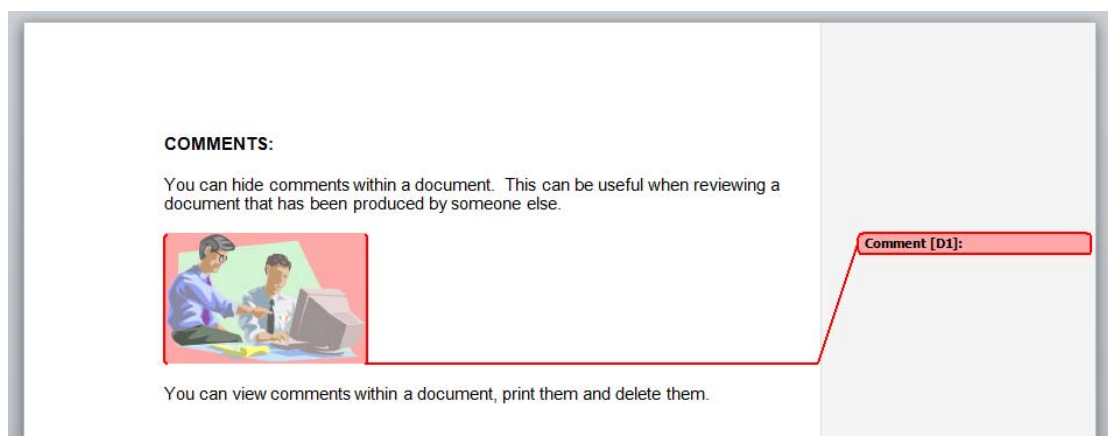 COMMENTS:
You can hide comments within a document.  This can be useful when reviewing a
document that has been produced by someone else.
Comment [D1]:
You can view comments within a document, print them and delete them.